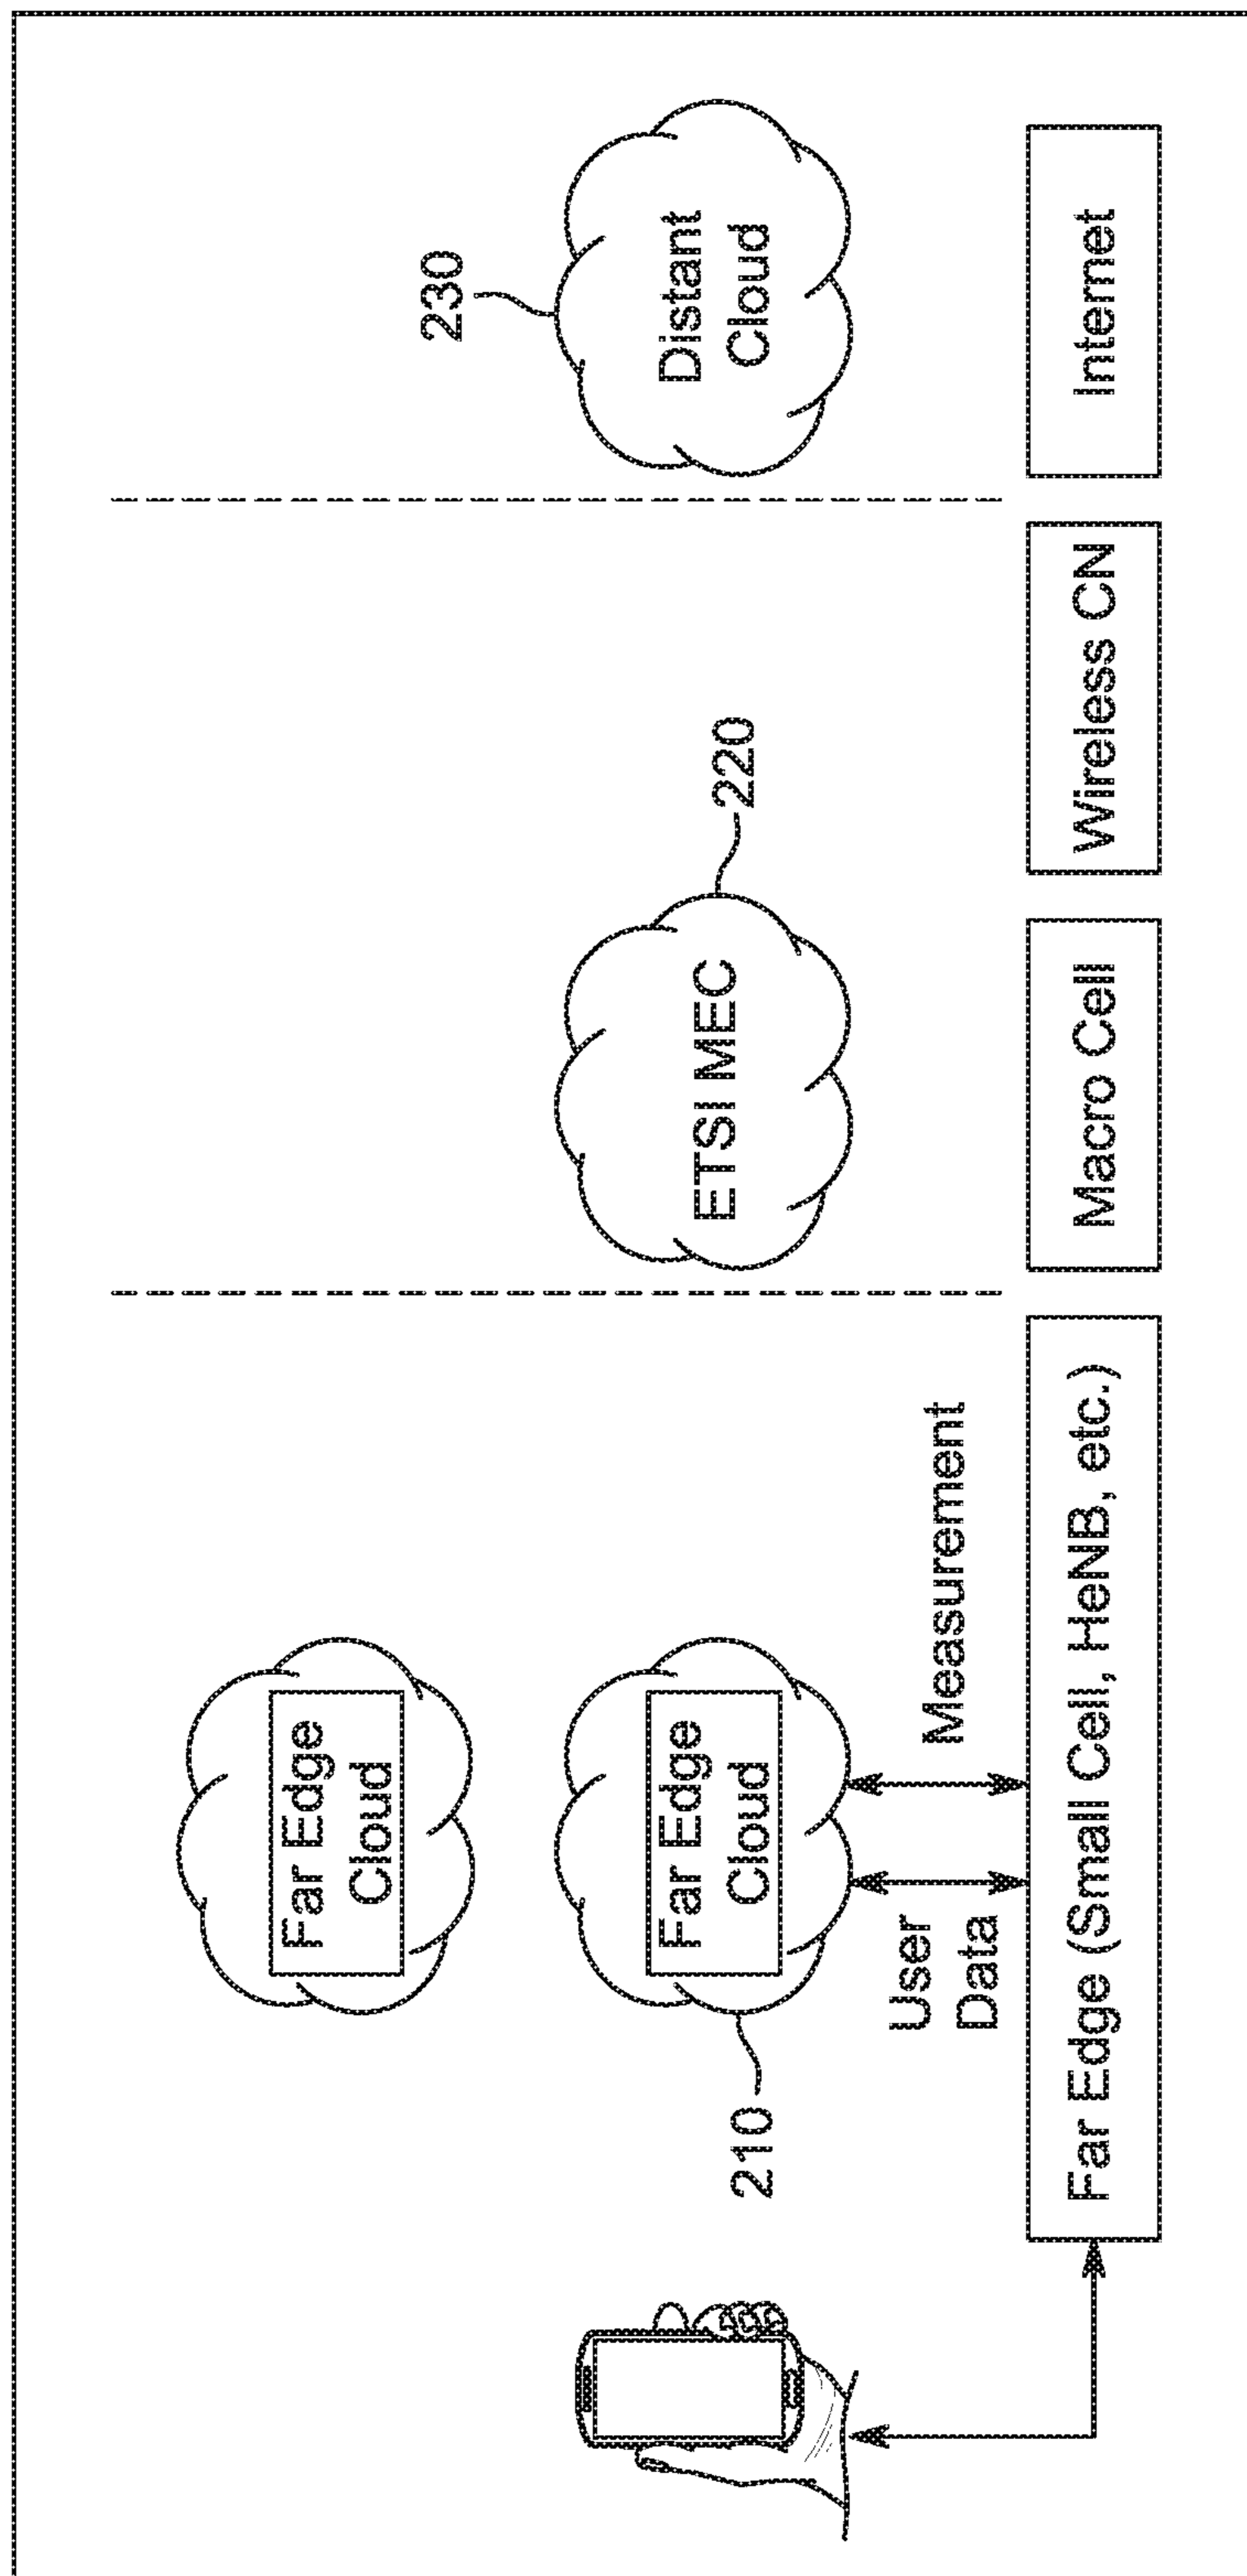 Far Edge
Cloud
230
Far Edge
Cloud
ETSI MEC
Distant
Cloud
210
220
User
Data
Measurement
Far Edge (Small Cell, HeNB, etc.)
Macro Cell
Wireless CN
Internet